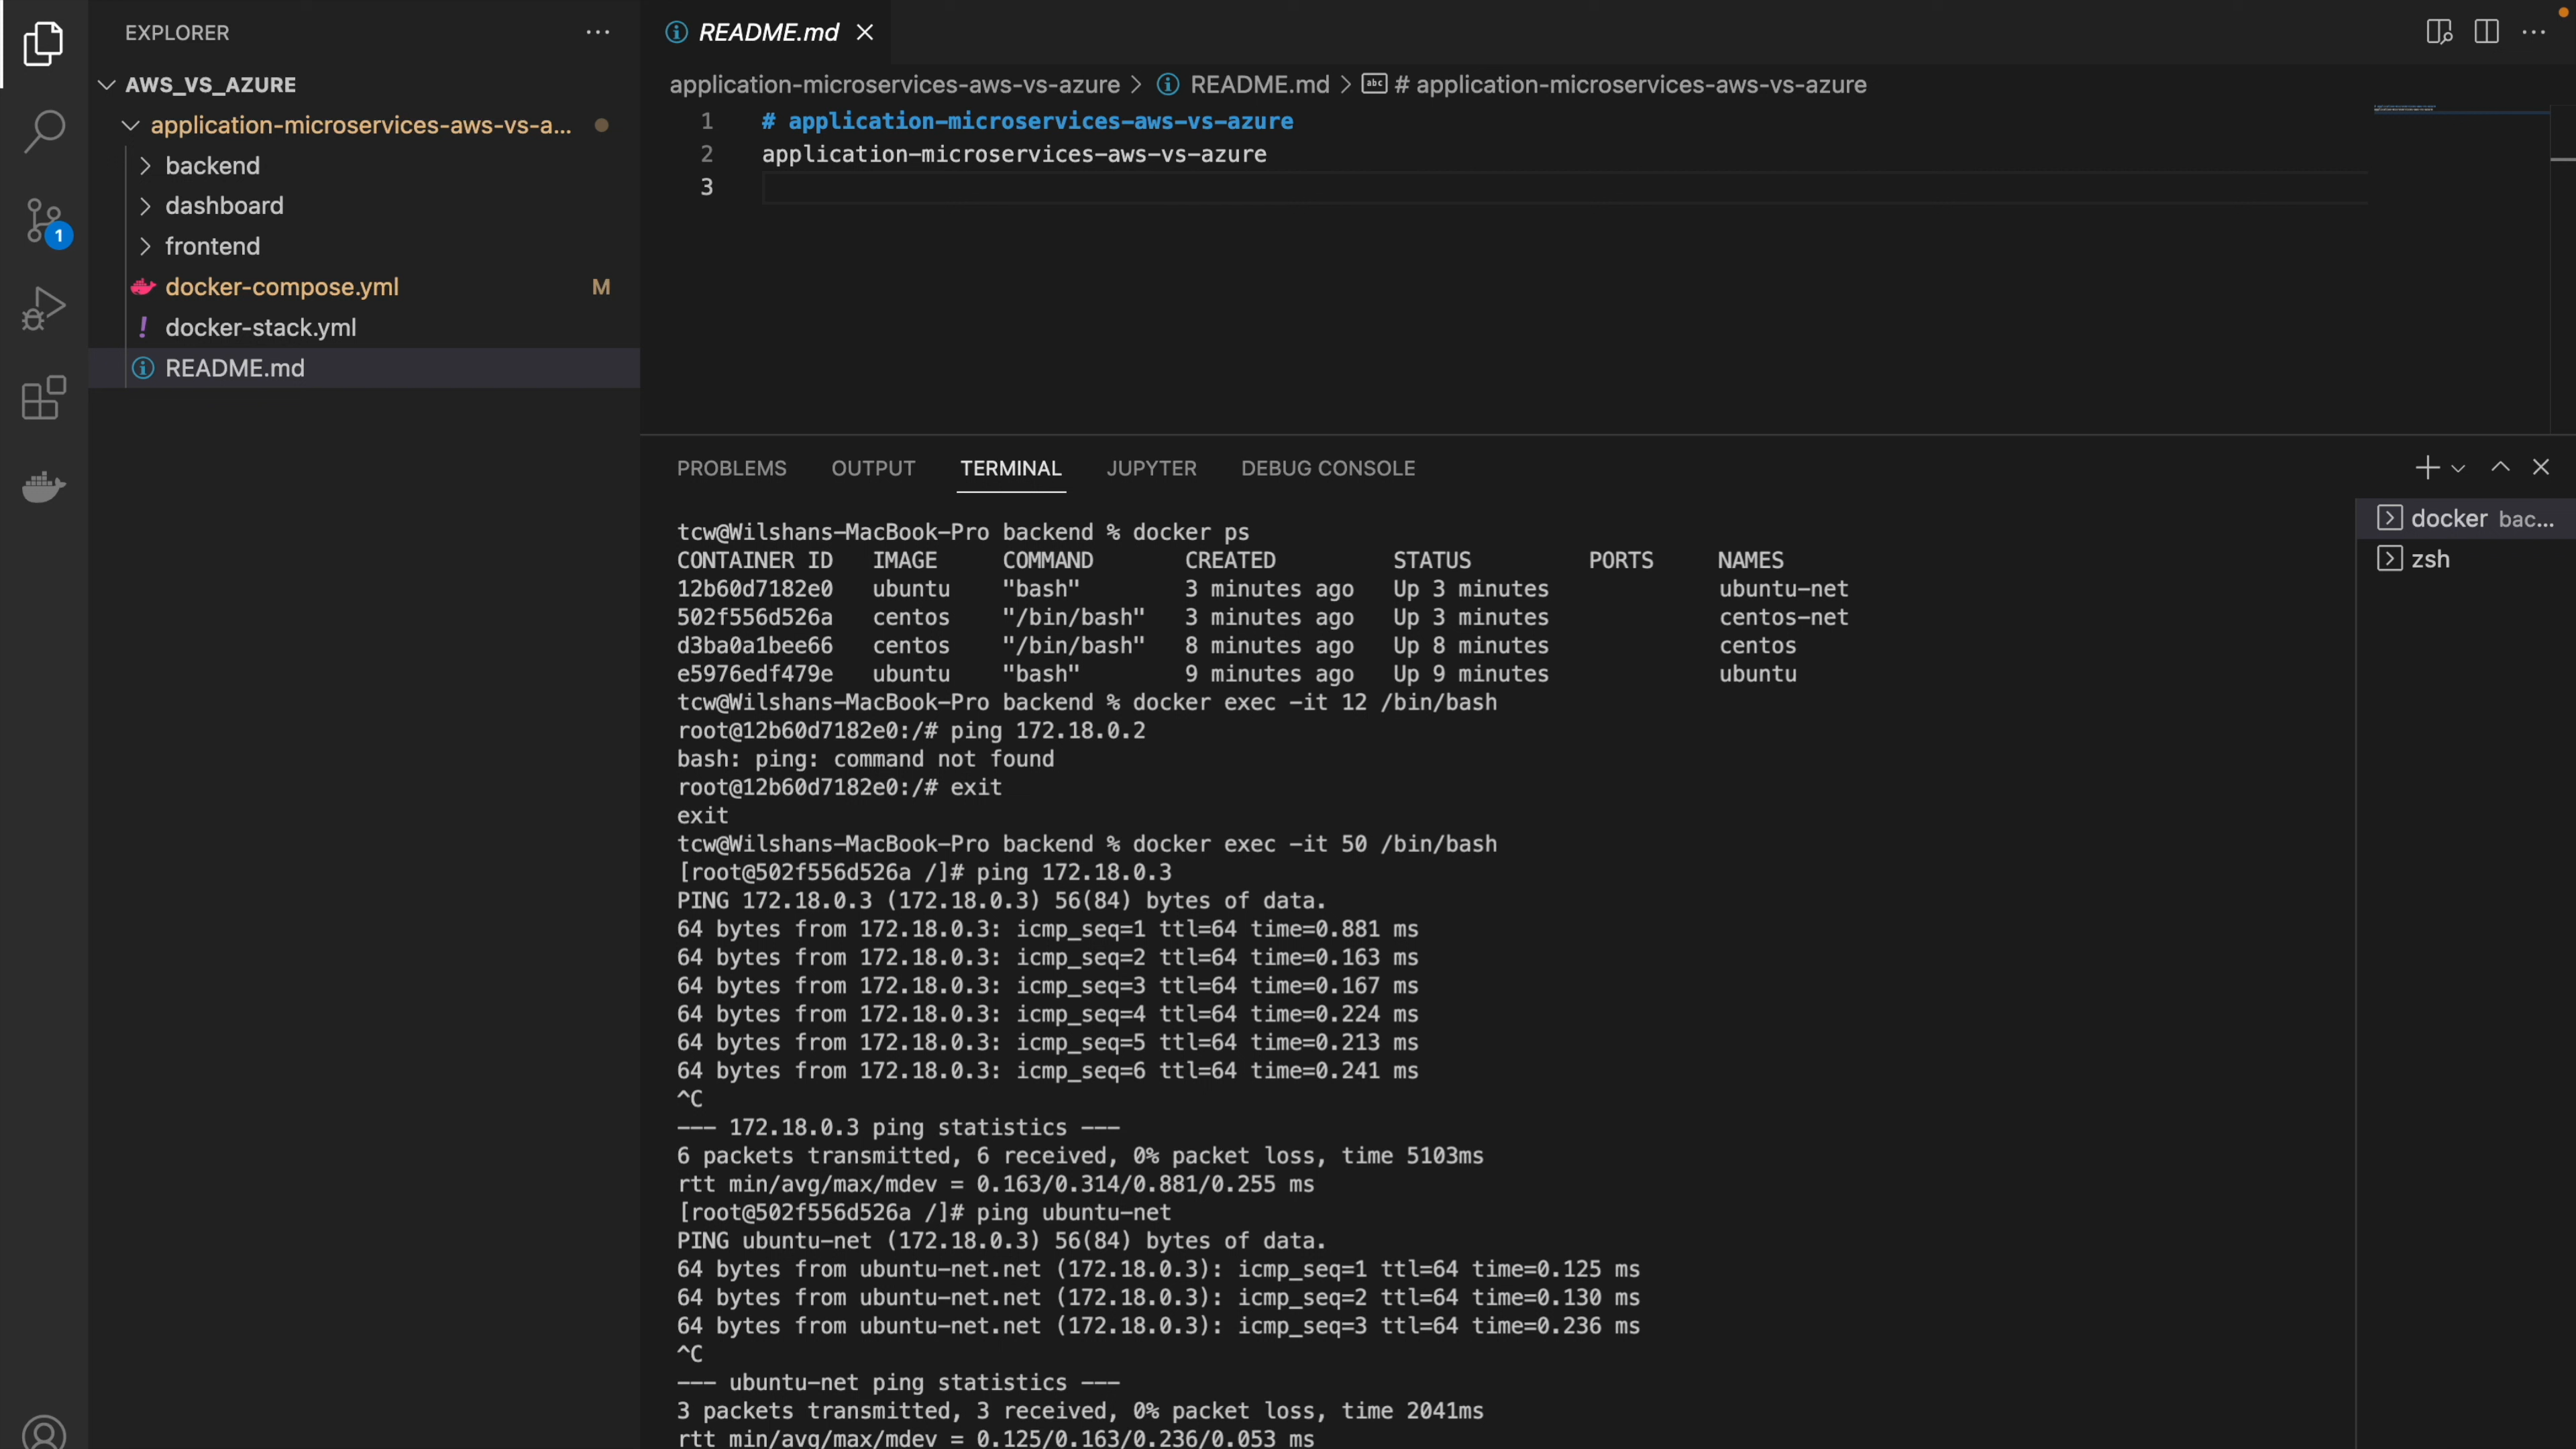 EXPLORER
AWS_VS_AZURE
application-microservices-aws-vs-a...
backend
dashboard
frontend
docker-compose.yml M
! docker-stack.yml
README.md
1
README.md
application-microservices-aws-vs-azure > README.md > # application-microservices-aws-vs-azure
1 # application-microservices-aws-vs-azure
2 application-microservices-aws-vs-azure
3
PROBLEMS OUTPUT TERMINAL JUPYTER DEBUG CONSOLE
tcw@Wilshans-MacBook-Pro backend % docker ps
CONTAINER ID IMAGE COMMAND CREATED STATUS PORTS NAMES
12b60d7182e0 ubuntu "bash" 3 minutes ago Up 3 minutes ubuntu-net
502f556d526a centos "/bin/bash" 3 minutes ago Up 3 minutes centos-net
d3ba0a1bee66 centos "/bin/bash" 8 minutes ago Up 8 minutes centos
e5976edf479e ubuntu "bash" 9 minutes ago Up 9 minutes ubuntu
tcw@Wilshans-MacBook-Pro backend % docker exec -it 12 /bin/bash
root@12b60d7182e0:/# ping 172.18.0.2
bash: ping: command not found
root@12b60d7182e0:/# exit
exit
tcw@Wilshans-MacBook-Pro backend % docker exec -it 50 /bin/bash
[root@502f556d526a /]# ping 172.18.0.3
PING 172.18.0.3 (172.18.0.3) 56(84) bytes of data.
64 bytes from 172.18.0.3: icmp_seq=1 ttl=64 time=0.881 ms
64 bytes from 172.18.0.3: icmp_seq=2 ttl=64 time=0.163 ms
64 bytes from 172.18.0.3: icmp_seq=3 ttl=64 time=0.167 ms
64 bytes from 172.18.0.3: icmp_seq=4 ttl=64 time=0.224 ms
64 bytes from 172.18.0.3: icmp_seq=5 ttl=64 time=0.213 ms
64 bytes from 172.18.0.3: icmp_seq=6 ttl=64 time=0.241 ms
^C
--- 172.18.0.3 ping statistics ---
6 packets transmitted, 6 received, 0% packet loss, time 5103ms
rtt min/avg/max/mdev = 0.163/0.314/0.881/0.255 ms
[root@502f556d526a /]# ping ubuntu-net
PING ubuntu-net (172.18.0.3) 56(84) bytes of data.
64 bytes from ubuntu-net.net (172.18.0.3): icmp_seq=1 ttl=64 time=0.125 ms
64 bytes from ubuntu-net.net (172.18.0.3): icmp_seq=2 ttl=64 time=0.130 ms
64 bytes from ubuntu-net.net (172.18.0.3): icmp_seq=3 ttl=64 time=0.236 ms
^C
--- ubuntu-net ping statistics ---
3 packets transmitted, 3 received, 0% packet loss, time 2041ms
rtt min/avg/max/mdev = 0.125/0.163/0.236/0.053 ms
docker bac...
zsh